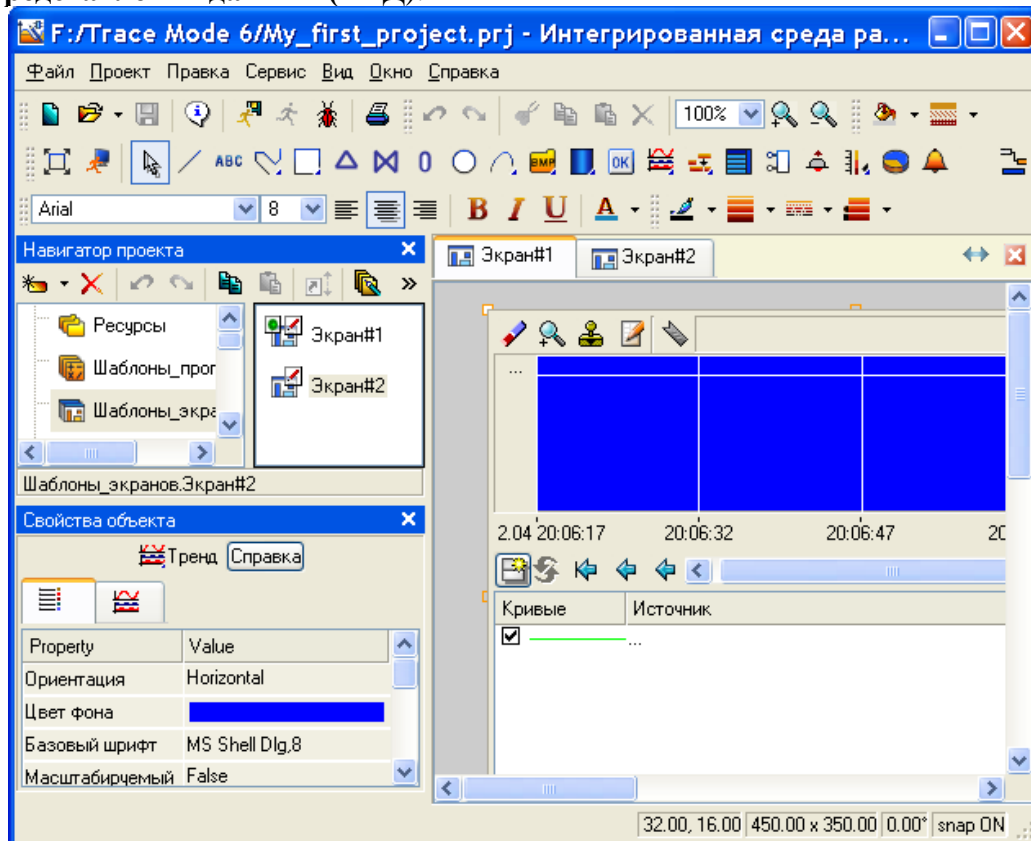 F:/Trace Mode 6/My_first_project.prj - Интегрированная среда ра...
Файл Проект Правка Сервис Вид Окно Справка
100%
ABC
BMP
OK
Arial
8
B I U A
Навигатор проекта
Ресурсы
Шаблоны_прог
Шаблоны_экра
Экран#1
Экран#2
Шаблоны_экранов.Экран#2
Свойства объекта
Тренд Справка
Property Value
Ориентация Horizontal
Цвет фона
Базовый шрифт MS Shell Dlg,8
Масштабируемый False
Экран#1 Экран#2
...
2.04 20:06:17 20:06:32 20:06:47 20
Кривые Источник
...
32.00, 16.00 450.00 x 350.00 0.00° snap ON